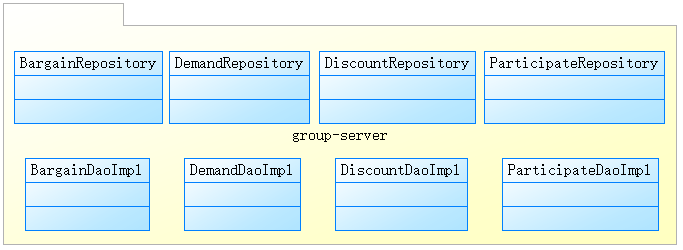 BargainRepository DemandRepository DiscountRepository ParticipateRepository
group-server
BargainDaoImpl DemandDaoImpl DiscountDaoImpl ParticipateDaoImpl